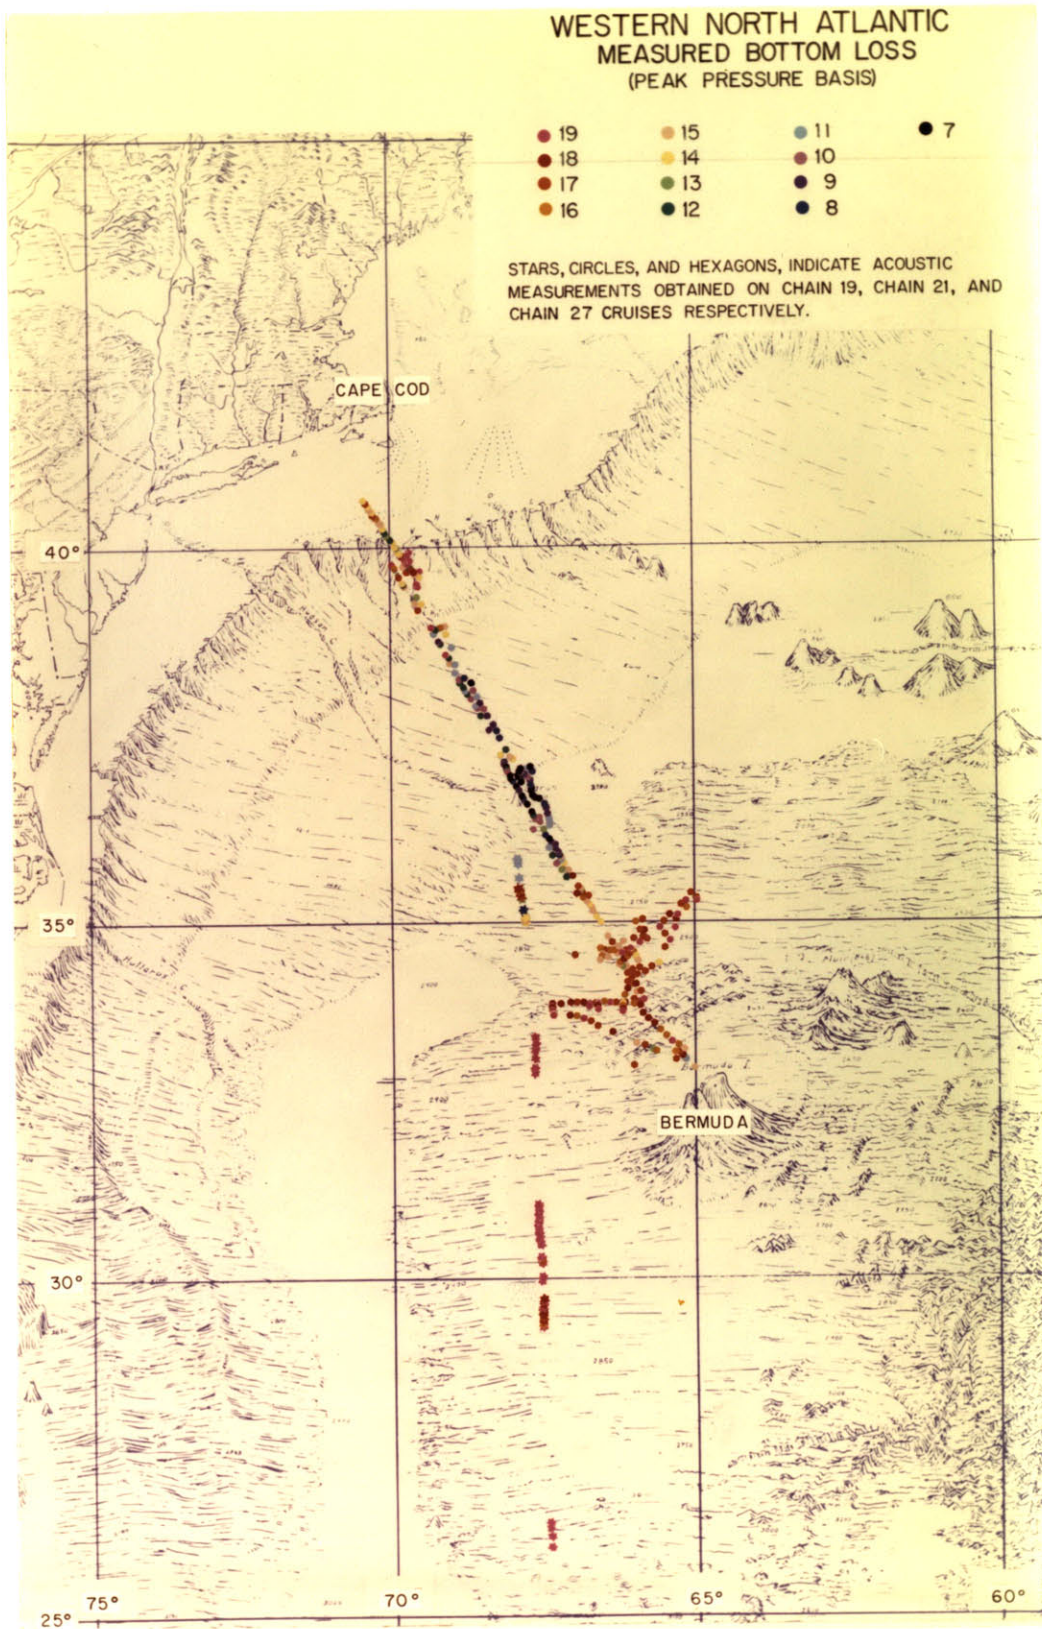 WESTERN NORTH ATLANTIC
MEASURED BOTTOM LOSS
(PEAK PRESSURE BASIS)
19 15 11 7
18 14 10
17 13 9
16 12 8
STARS, CIRCLES, AND HEXAGONS, INDICATE ACOUSTIC
MEASUREMENTS OBTAINED ON CHAIN 19, CHAIN 21, AND
CHAIN 27 CRUISES RESPECTIVELY.
CAPE COD
40°
35°
BERMUDA
30°
2850
75° 70° 65° 60°
25°